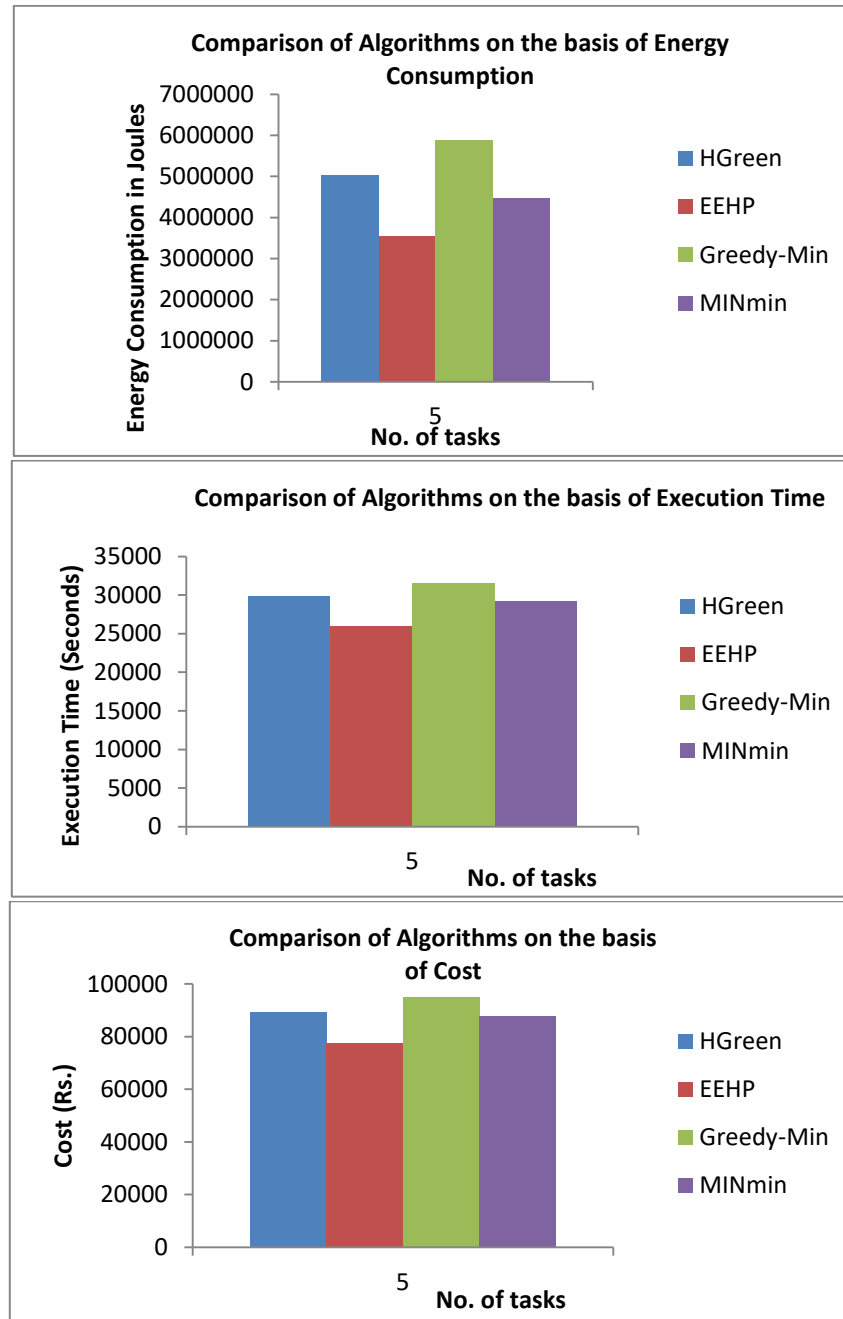 Comparison of Algorithms on the basis of Energy
Consumption
Energy Consumption in Joules
7000000
6000000
5000000
4000000
3000000
2000000
1000000
0
5
No. of tasks
HGreen
EEHP
Greedy-Min
MINmin
Comparison of Algorithms on the basis of Execution Time
Execution Time (Seconds)
35000
30000
25000
20000
15000
10000
5000
0
5
No. of tasks
HGreen
EEHP
Greedy-Min
MINmin
Comparison of Algorithms on the basis
of Cost
Cost (Rs.)
100000
80000
60000
40000
20000
0
5
No. of tasks
HGreen
EEHP
Greedy-Min
MINmin